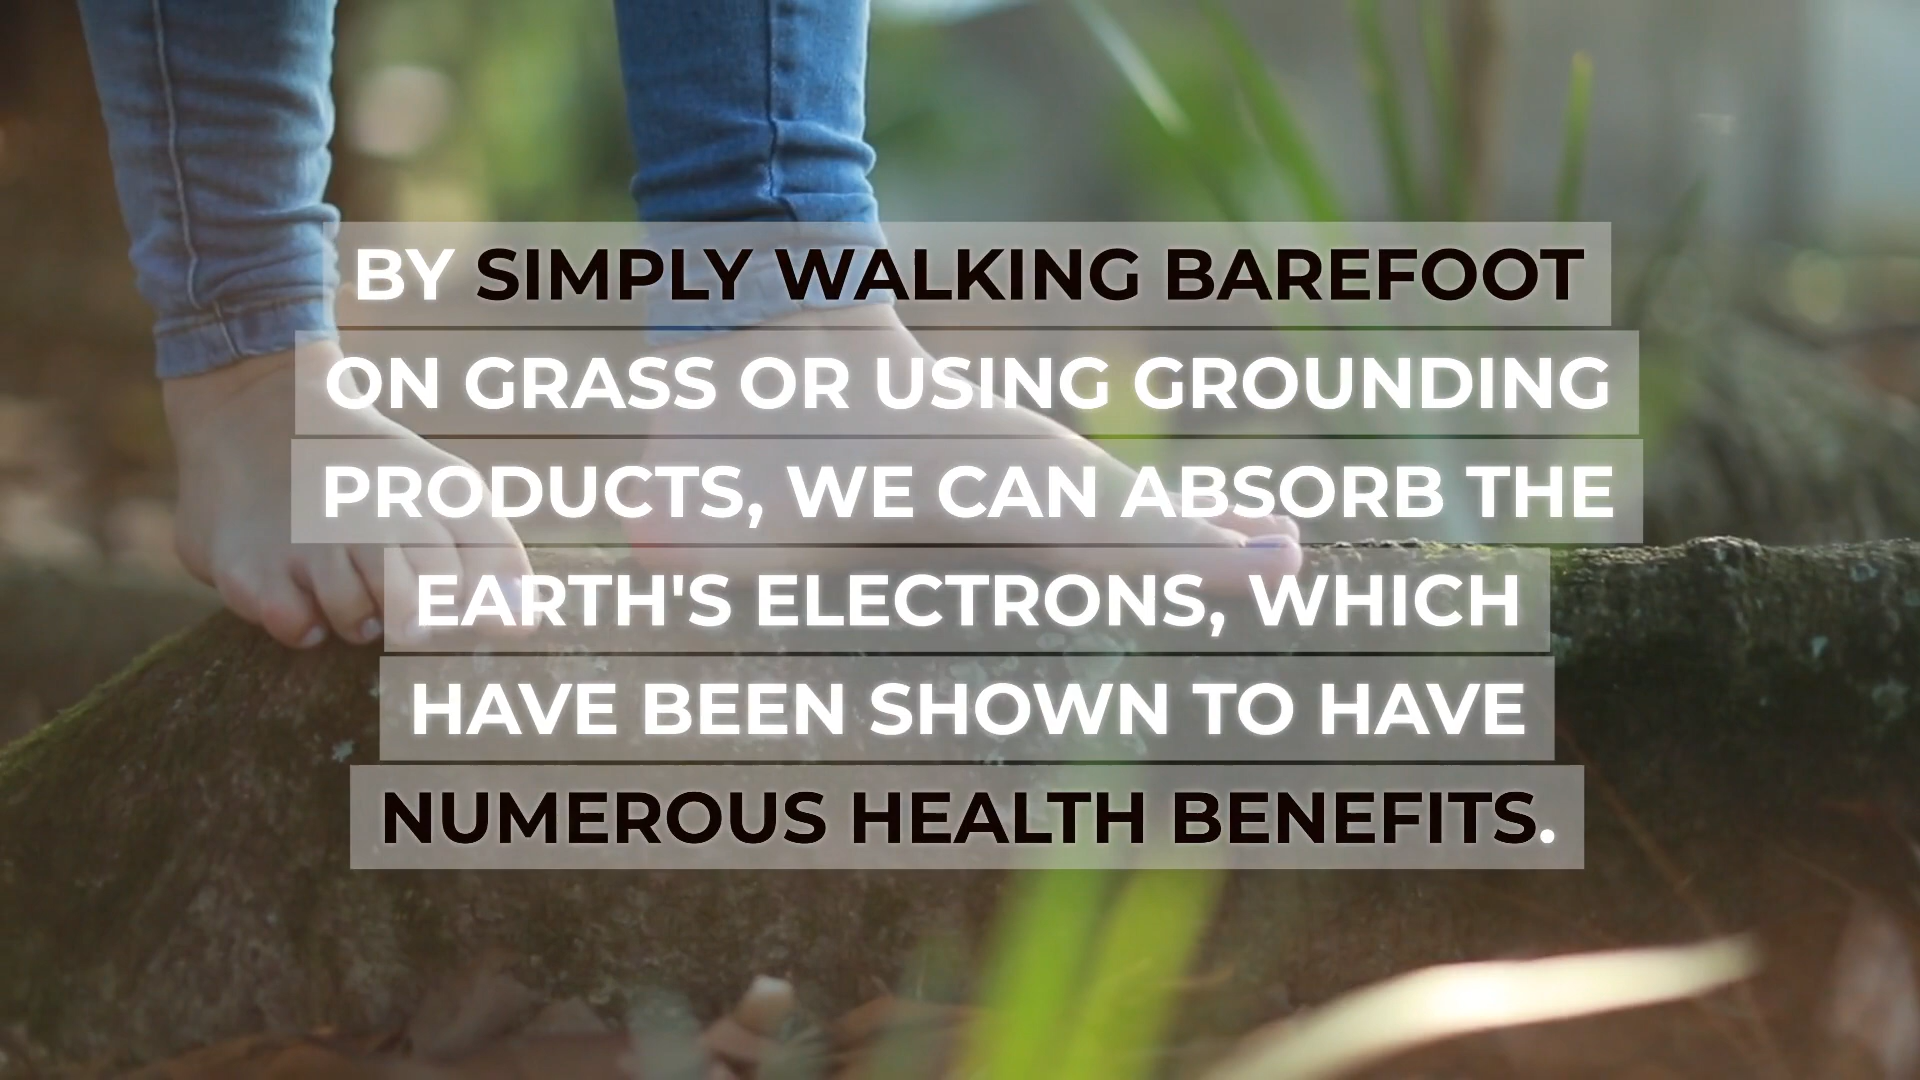 BY SIMPLY WALKING BAREFOOT
ON GRASS OR USING GROUNDING
PRODUCTS, WE CAN ABSORB THE
EARTH'S ELECTRONS, WHICH
HAVE BEEN SHOWN TO HAVE
NUMEROUS HEALTH BENEFITS.